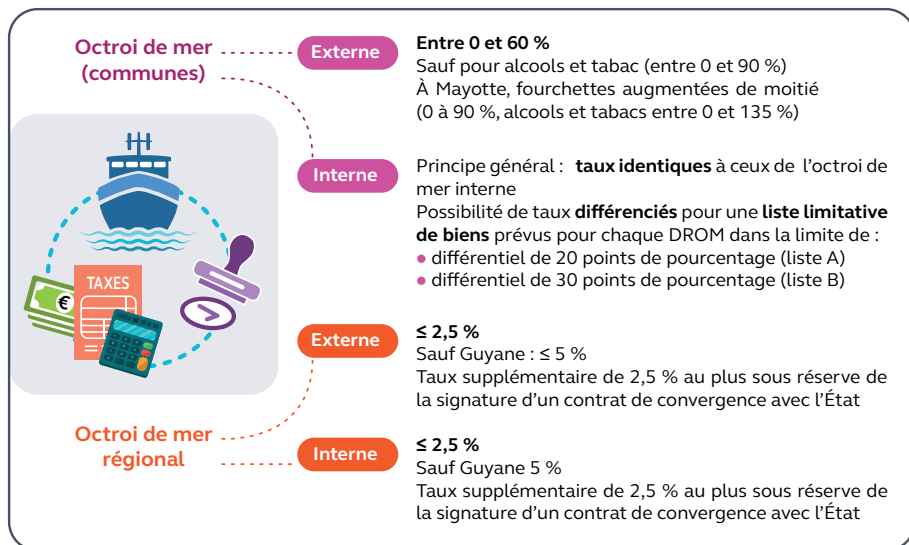 Octroi de mer
(communes)
Externe
Entre 0 et 60 %
Sauf pour alcools et tabac (entre 0 et 90 %)
À Mayotte, fourchettes augmentées de moitié
(0 à 90 %, alcools et tabacs entre 0 et 135 %)
Interne
Principe général : taux identiques à ceux de l’octroi de
mer interne
Possibilité de taux différenciés pour une liste limitative
de biens prévus pour chaque DROM dans la limite de :
• différentiel de 20 points de pourcentage (liste A)
• différentiel de 30 points de pourcentage (liste B)
TAXES
€
Octroi de mer
régional
Externe
≤ 2,5 %
Sauf Guyane : ≤ 5 %
Taux supplémentaire de 2,5 % au plus sous réserve de
la signature d’un contrat de convergence avec l’État
Interne
≤ 2,5 %
Sauf Guyane 5 %
Taux supplémentaire de 2,5 % au plus sous réserve de
la signature d’un contrat de convergence avec l’État